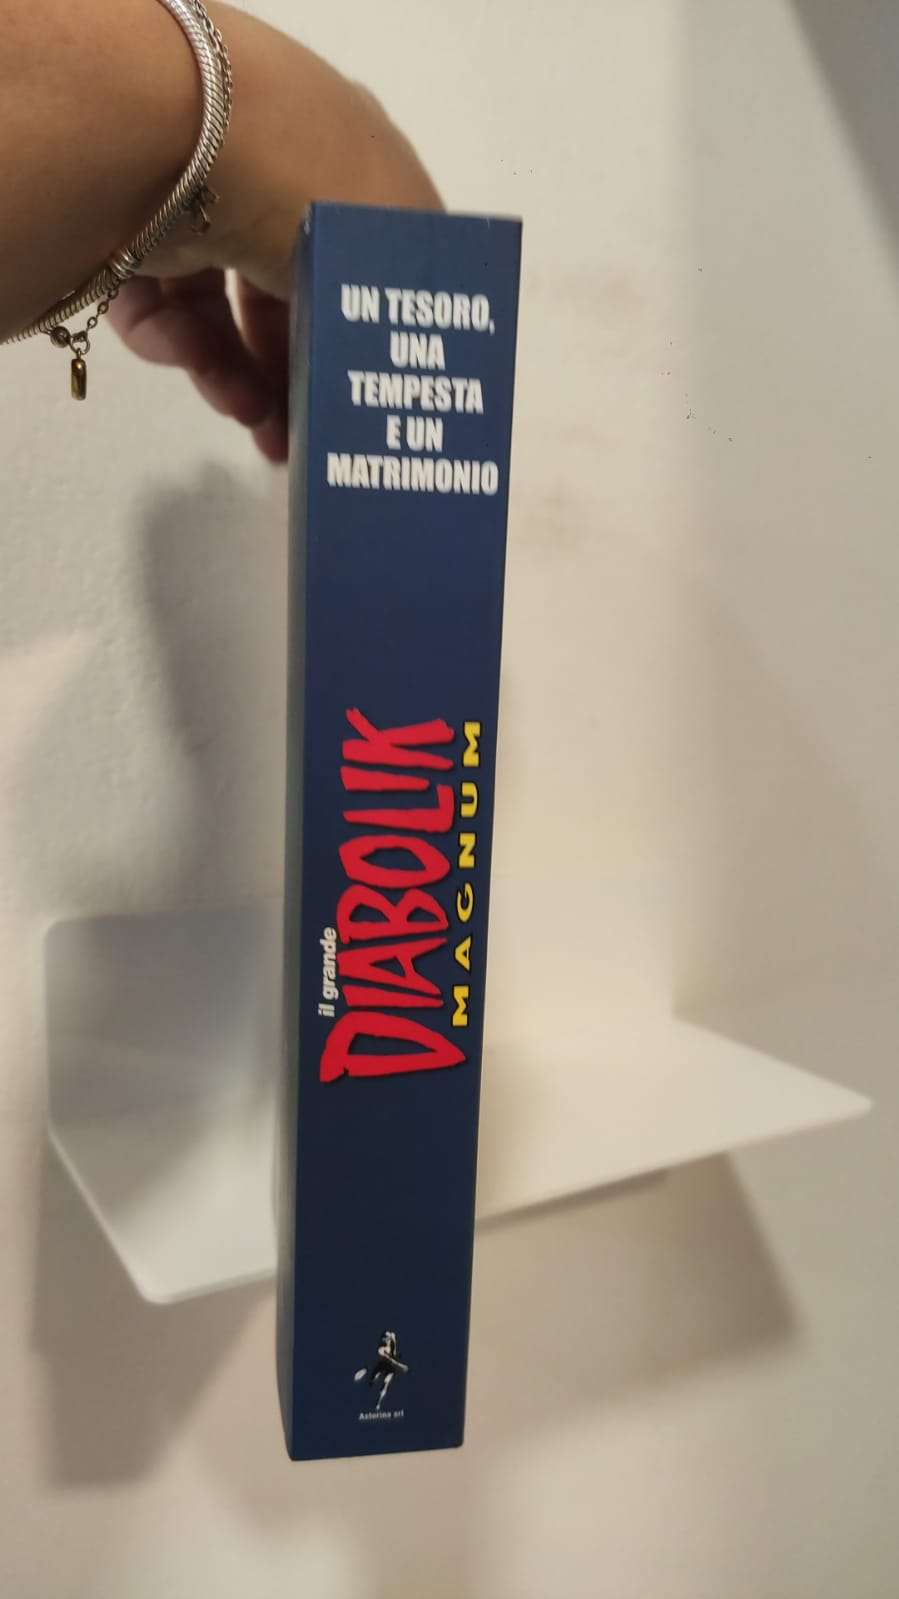 UN TESORO,
UNA
TEMPESTA
E UN
MATRIMONIO
il grande
DIABOLIK
MAGNUM
Astorina srl